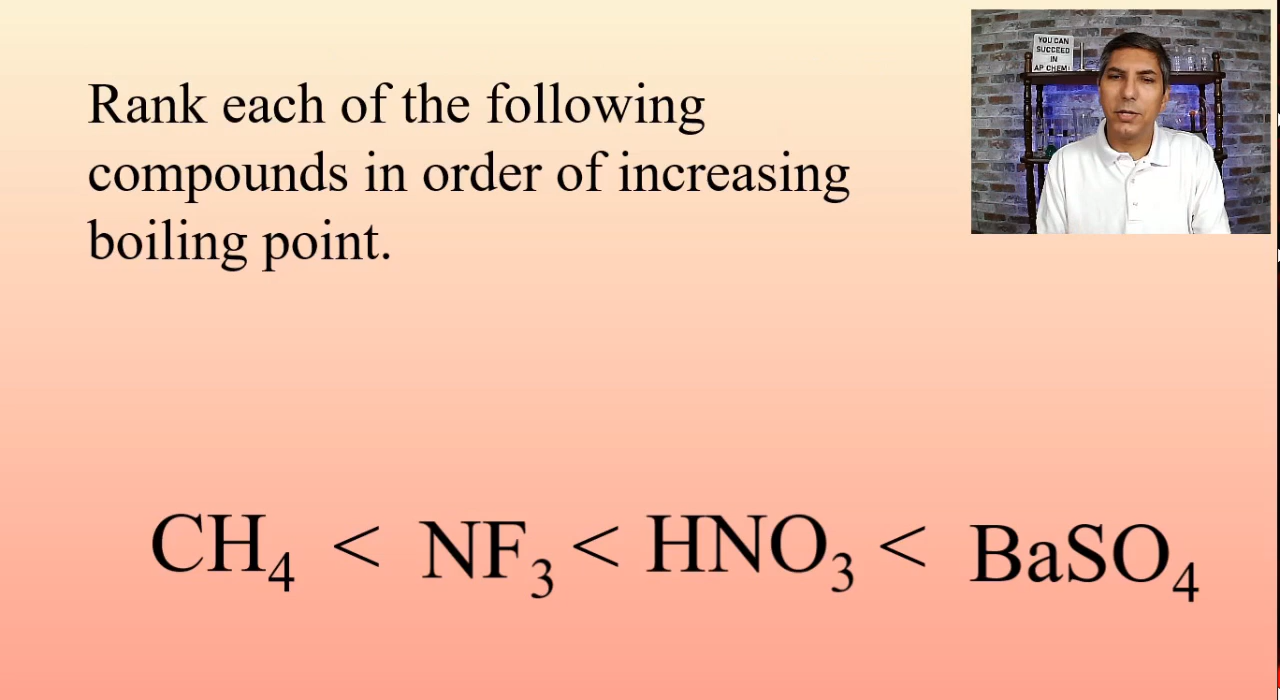 Rank each of the following
compounds in order of increasing
boiling point.
YOU CAN
SUCCEED
IN
AP CHEM!
CH₄ < NF₃ < HNO₃ < BaSO₄